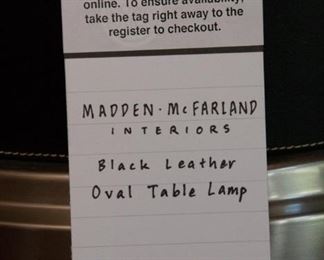 online. To ensure availability,
take the tag right away to the
register to checkout.
MADDEN · McFARLAND
INTERIORS
Black Leather
Oval Table Lamp